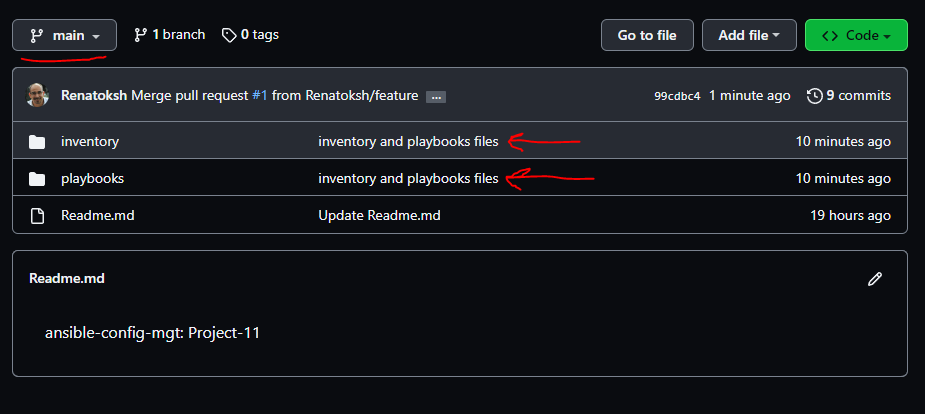 main 1 branch 0 tags Go to file Add file Code
Renatoksh Merge pull request #1 from Renatoksh/feature ... 99cdbc4 1 minute ago 9 commits
inventory inventory and playbooks files 10 minutes ago
playbooks inventory and playbooks files 10 minutes ago
Readme.md Update Readme.md 19 hours ago
Readme.md
ansible-config-mgt: Project-11